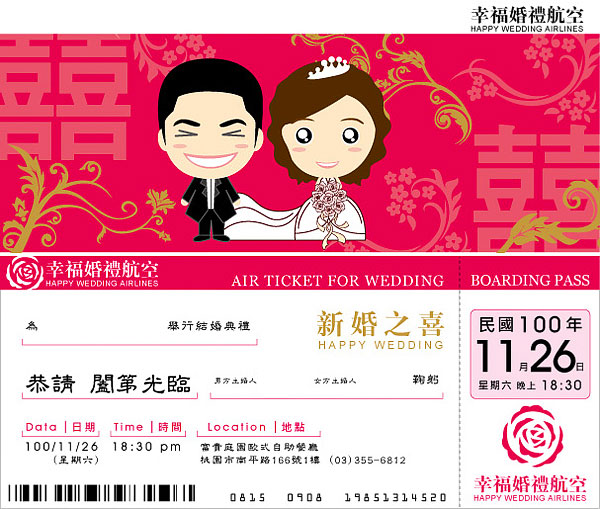 幸福婚禮航空
HAPPY WEDDING AIRLINES
囍
囍
幸福婚禮航空
HAPPY WEDDING AIRLINES
AIR TICKET FOR WEDDING
BOARDING PASS
為 舉行結婚典禮
新婚之喜
HAPPY WEDDING
恭請 闔第光臨 男方主婚人 女方主婚人 鞠躬
Data|日期 Time|時間 Location|地點
100/11/26 18:30 pm 富貴庭園歐式自助餐廳
(星期六) 桃園市南平路166號1樓 (03)355-6812
0815 0908 19851314520
民國100年
11月26日
星期六 晚上 18:30
幸福婚禮航空
HAPPY WEDDING AIRLINES